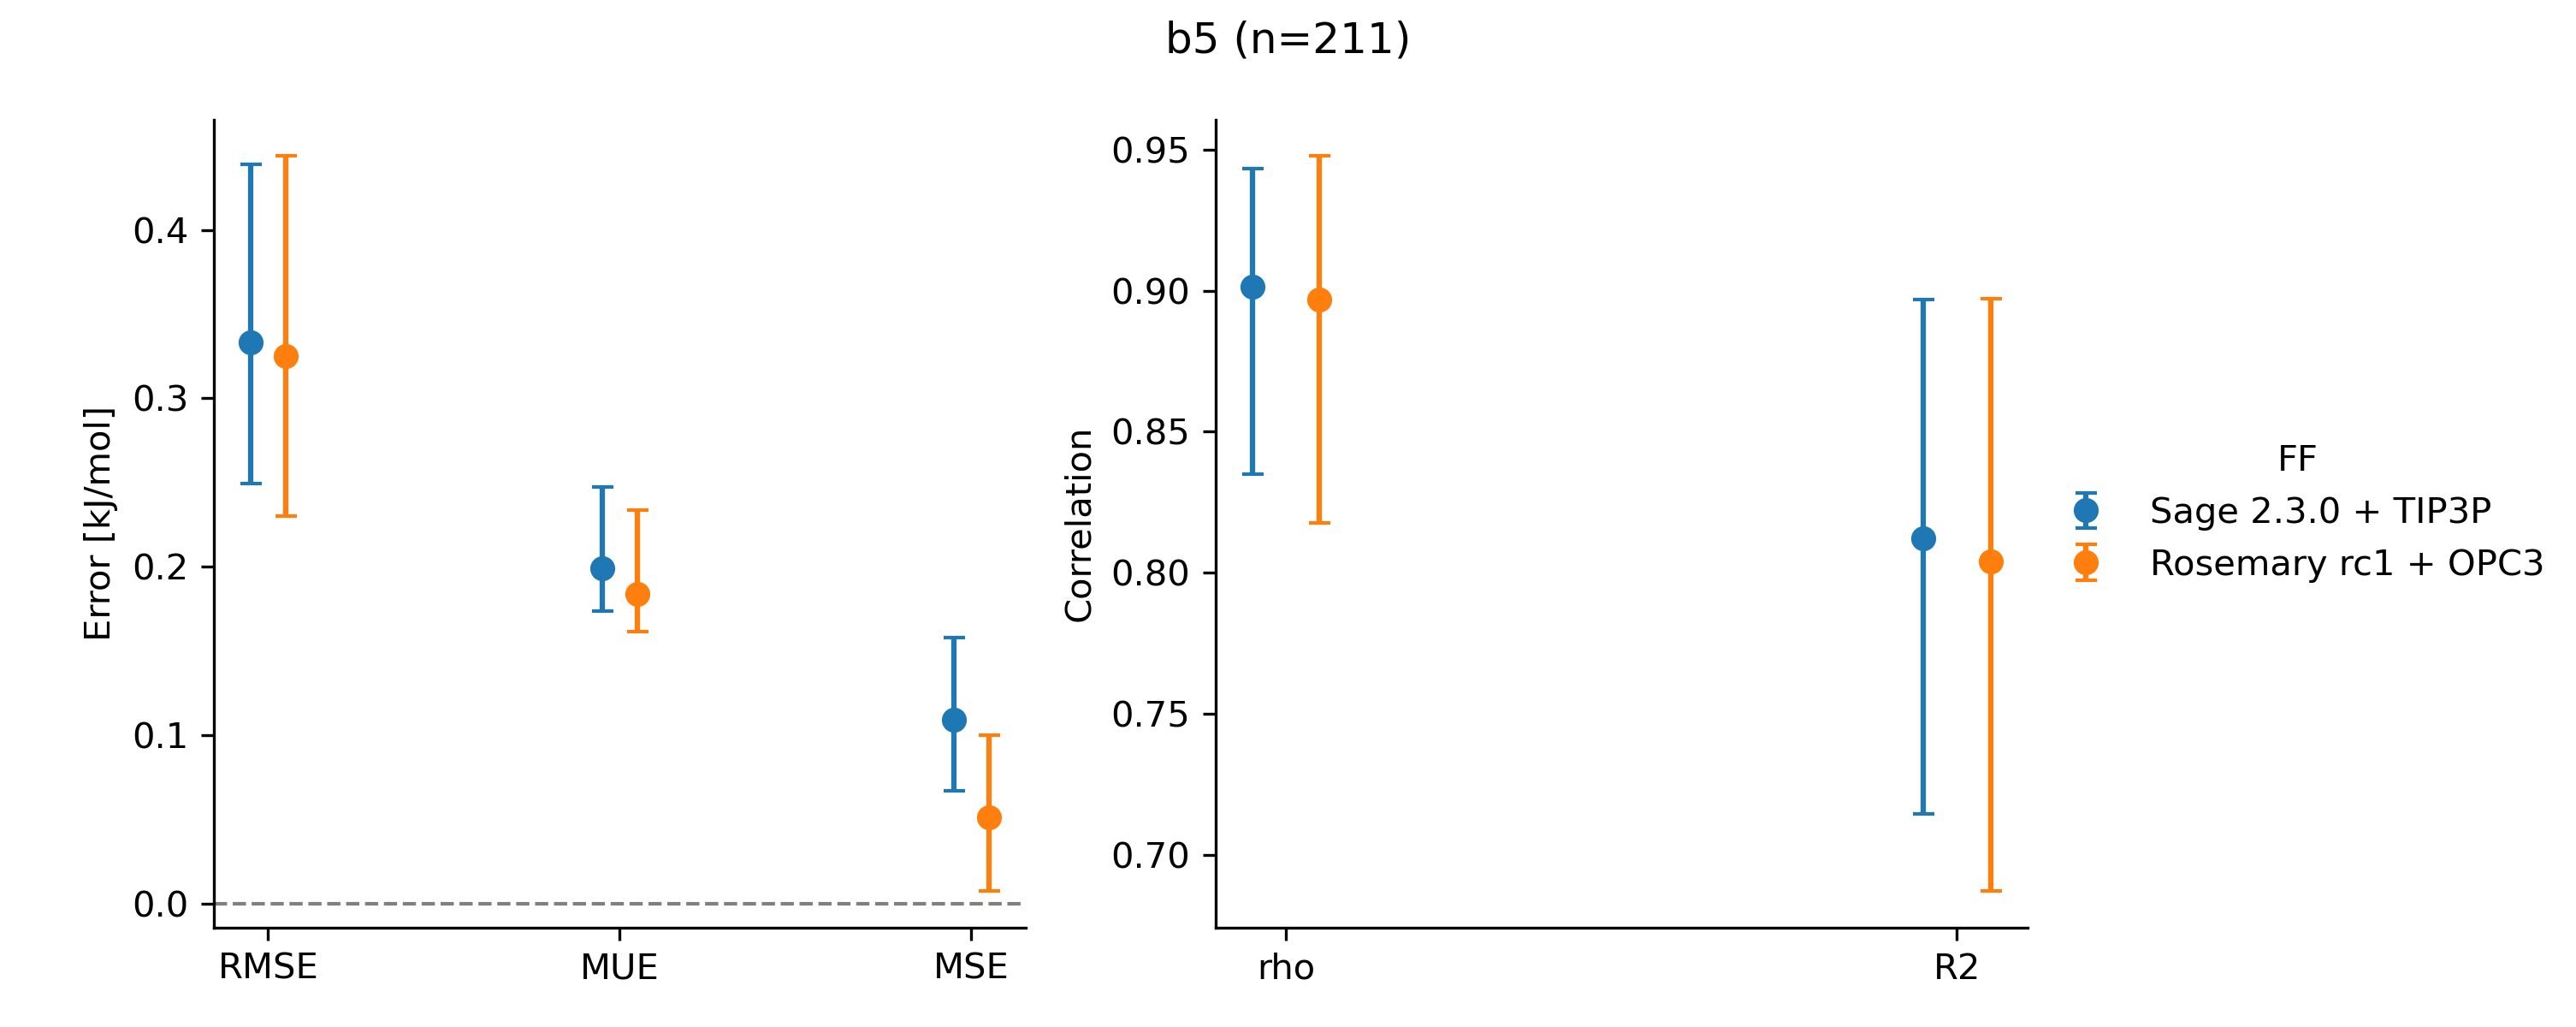 b5 (n=211)
Error [kJ/mol]
0.4
0.3
0.2
0.1
0.0
RMSE
MUE
MSE
Correlation
0.95
0.90
0.85
0.80
0.75
0.70
rho
R2
FF
Sage 2.3.0 + TIP3P
Rosemary rc1 + OPC3